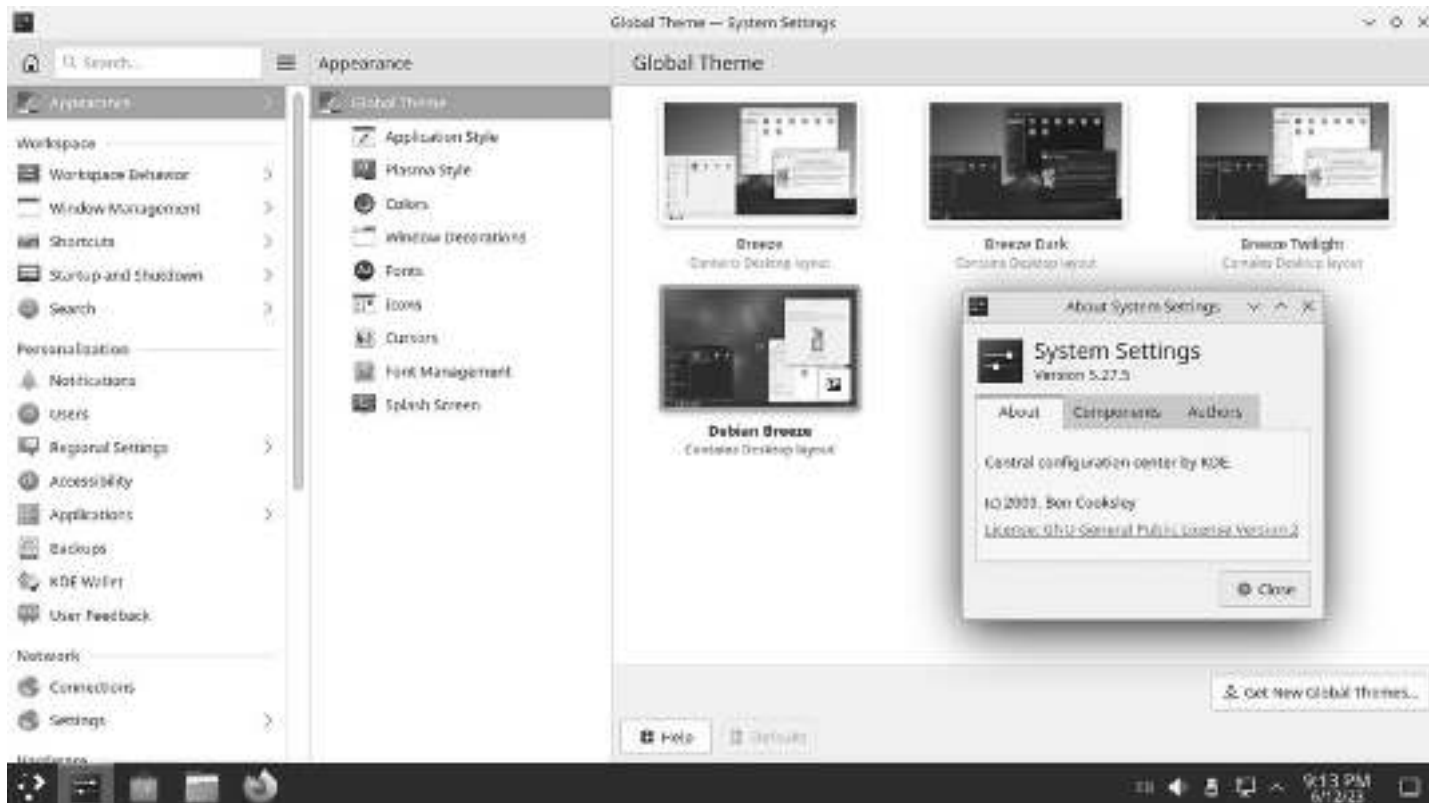 Global Theme — System Settings
Search...
Appearance
Workspace
Workspace Behavior
Window Management
Shortcuts
Startup and Shutdown
Search
Personalization
Notifications
Users
Regional Settings
Accessibility
Applications
Backups
KDE Wallet
User Feedback
Network
Connections
Settings
Hardware
Appearance
Global Theme
Application Style
Plasma Style
Colors
Window Decorations
Fonts
Icons
Cursors
Font Management
Splash Screen
Global Theme
Breeze
Contains Desktop layout
Breeze Dark
Contains Desktop layout
Breeze Twilight
Contains Desktop layout
Debian Breeze
Contains Desktop layout
About System Settings
System Settings
Version 5.27.5
About Components Authors
Central configuration center by KDE.
(c) 2009, Ben Cooksley
License: GNU General Public License Version 2
Close
Get New Global Themes...
Help
Defaults
9:13 PM
6/12/23